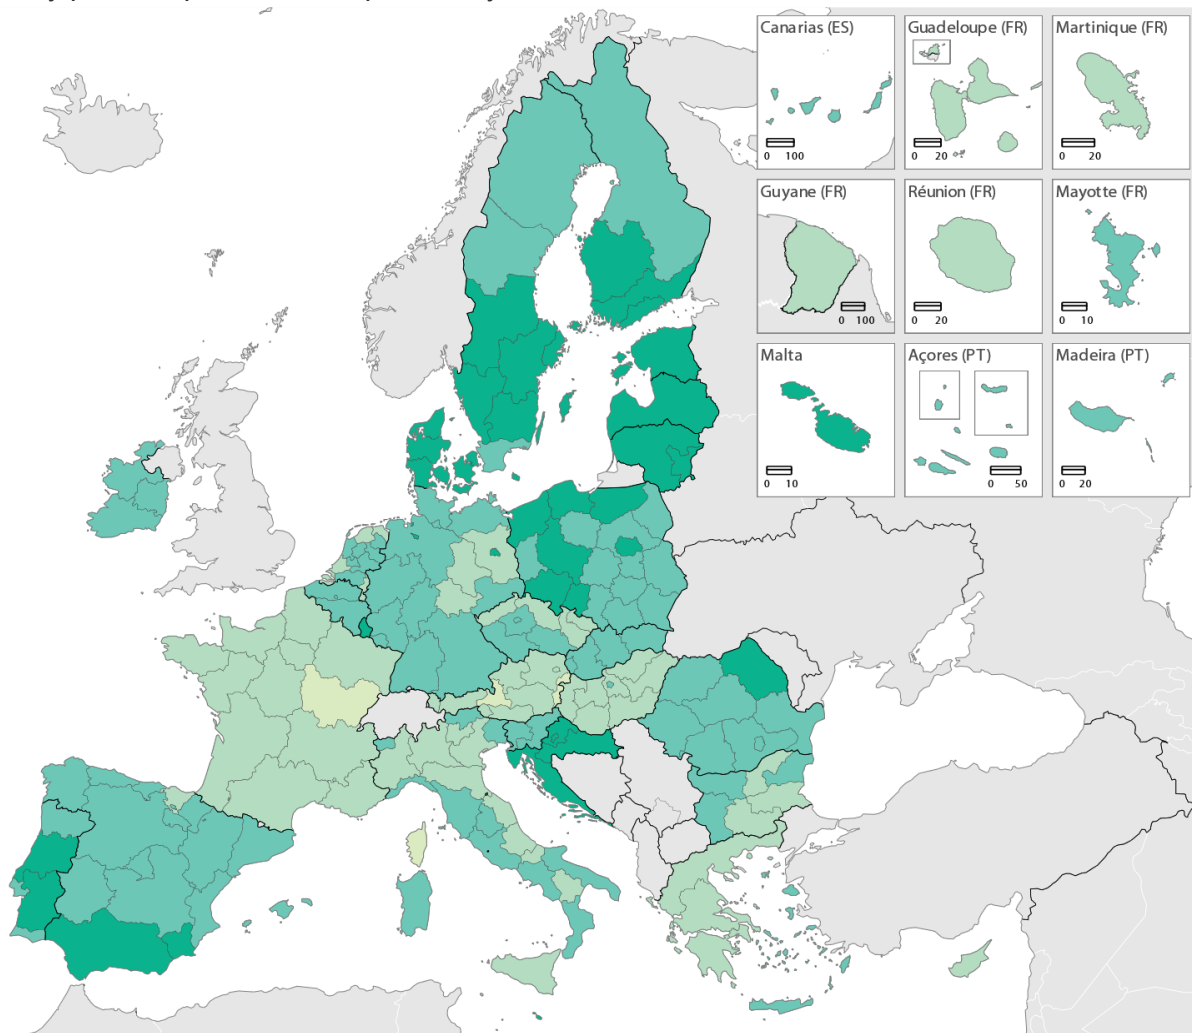 Canarias (ES)
0 100
Guadeloupe (FR)
0 20
Martinique (FR)
0 20
Guyane (FR)
0 100
Réunion (FR)
0 20
Mayotte (FR)
0 10
Malta
0 10
Açores (PT)
0 50
Madeira (PT)
0 20